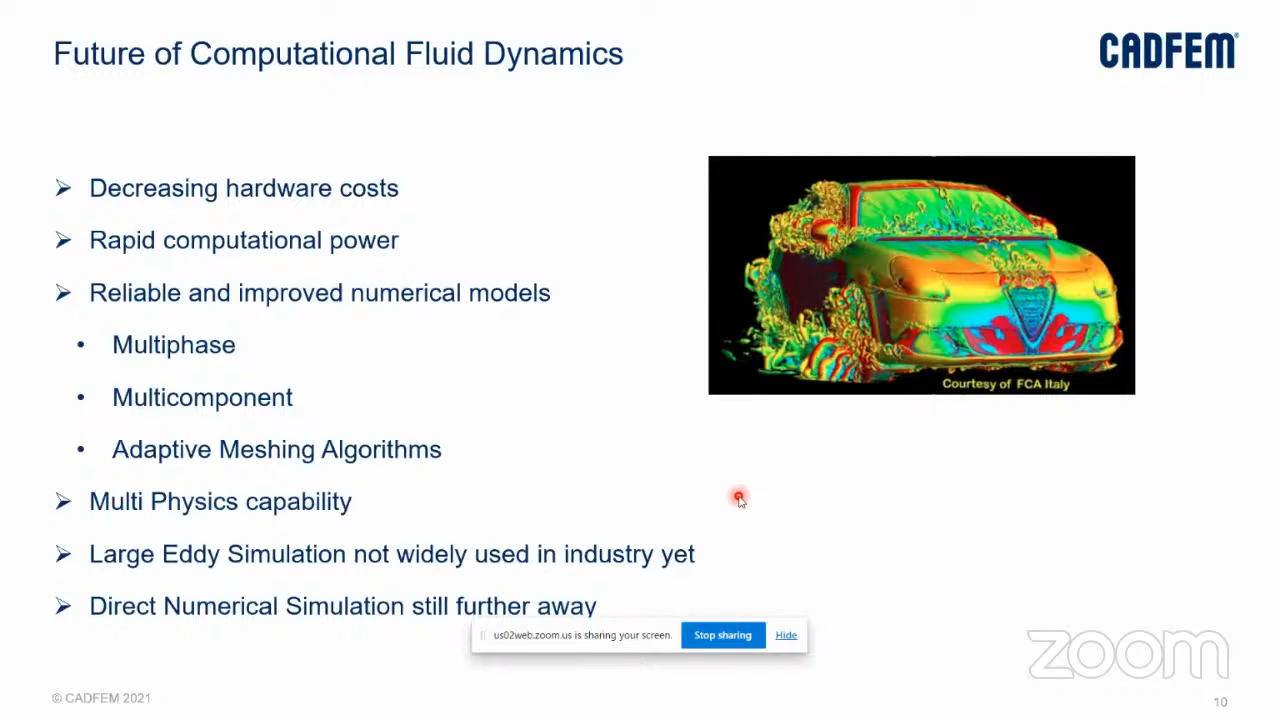 Future of Computational Fluid Dynamics
CADFEM®
➢ Decreasing hardware costs
➢ Rapid computational power
➢ Reliable and improved numerical models
• Multiphase
• Multicomponent
• Adaptive Meshing Algorithms
➢ Multi Physics capability
➢ Large Eddy Simulation not widely used in industry yet
➢ Direct Numerical Simulation still further away
Courtesy of FCA Italy
us02web.zoom.us is sharing your screen. Stop sharing Hide
zoom
© CADFEM 2021
10